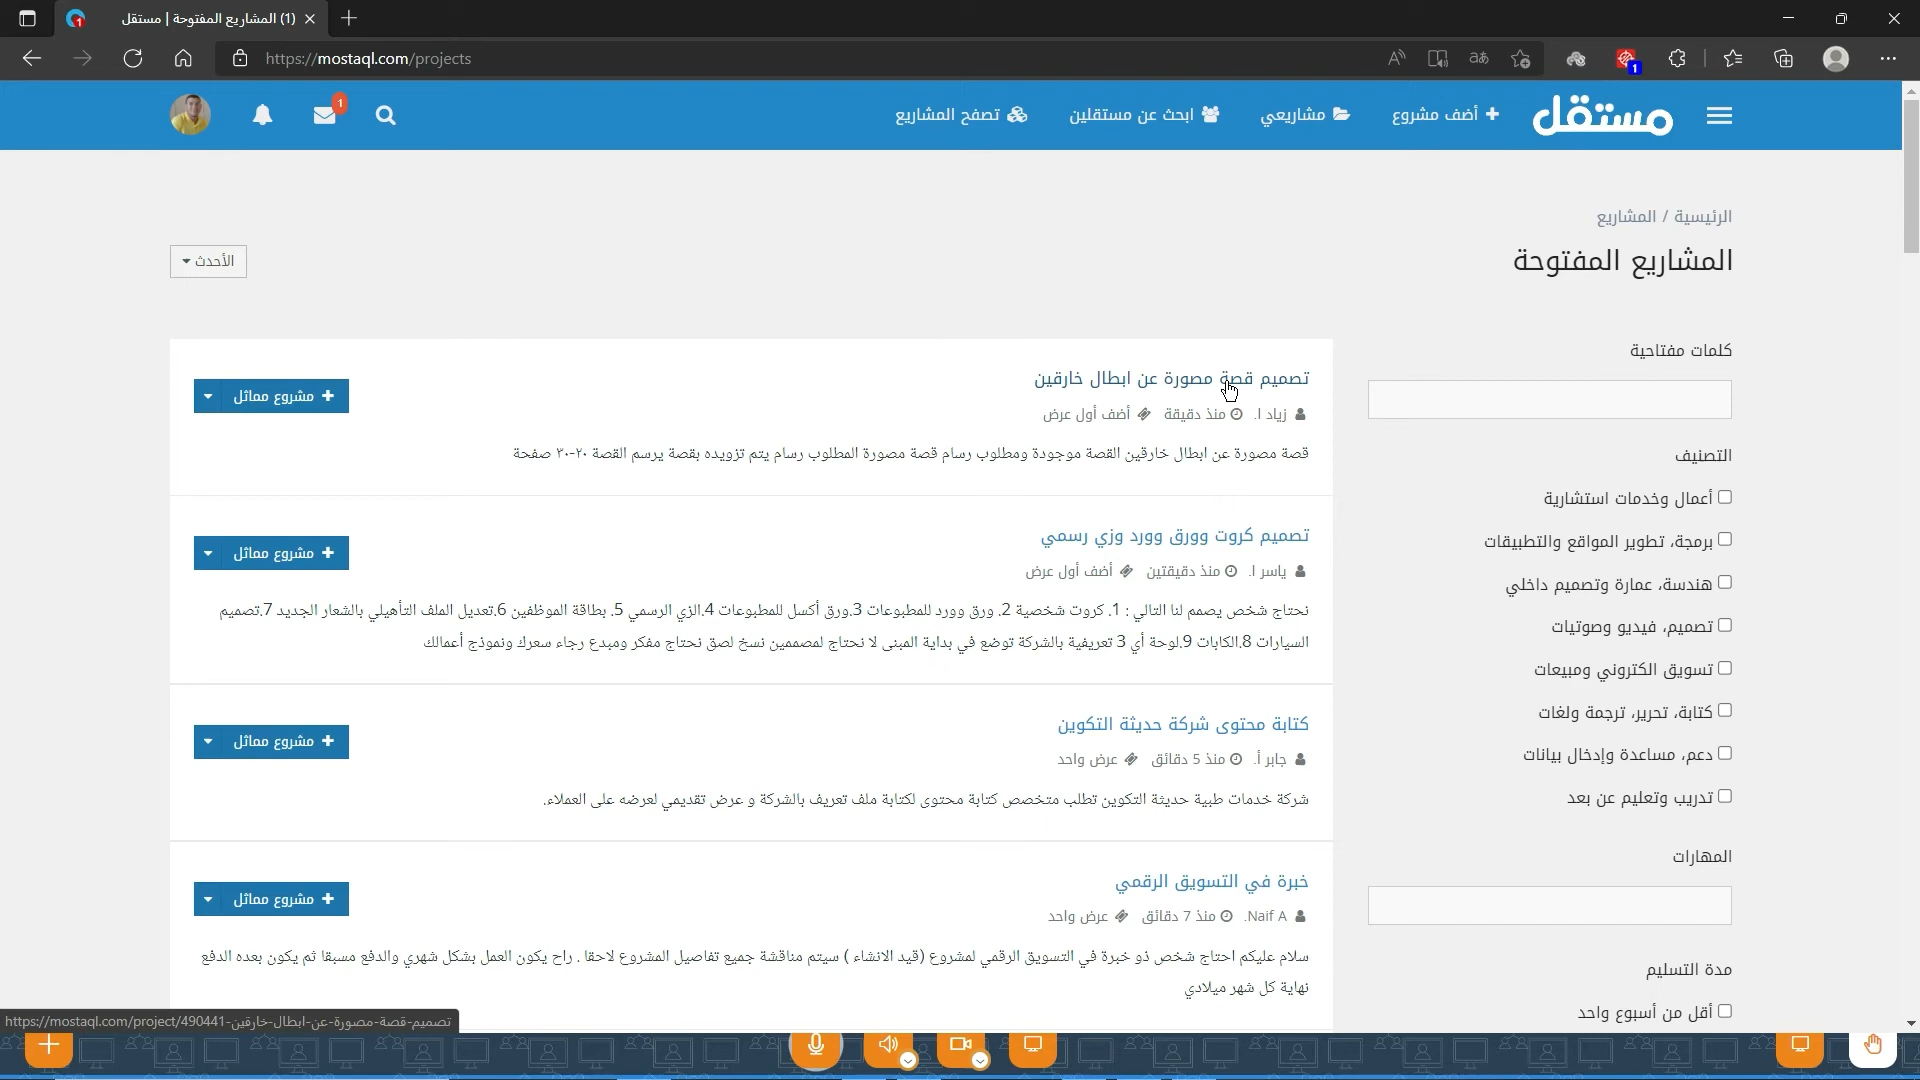 (1) المشاريع المفتوحة | مستقل
https://mostaql.com/projects
1
مستقل
أضف مشروع
مشاريعي
ابحث عن مستقلين
تصفح المشاريع
1
الرئيسية / المشاريع
المشاريع المفتوحة
الأحدث
كلمات مفتاحية
التصنيف
أعمال وخدمات استشارية
برمجة، تطوير المواقع والتطبيقات
هندسة، عمارة وتصميم داخلي
تصميم، فيديو وصوتيات
تسويق الكتروني ومبيعات
كتابة، تحرير، ترجمة ولغات
دعم، مساعدة وإدخال بيانات
تدريب وتعليم عن بعد
المهارات
مدة التسليم
أقل من أسبوع واحد
تصميم قصة مصورة عن ابطال خارقين
مشروع مماثل
زياد ا. منذ دقيقة أضف أول عرض
قصة مصورة عن ابطال خارقين القصة موجودة ومطلوب رسام قصة مصورة المطلوب رسام يتم تزويده بقصة يرسم القصة ٢٠-٣٠ صفحة
تصميم كروت وورق وورد وزي رسمي
مشروع مماثل
ياسر ا. منذ دقيقتين أضف أول عرض
نحتاج شخص يصمم لنا التالي : 1. كروت شخصية 2. ورق وورد للمطبوعات 3.ورق أكسل للمطبوعات 4.الزي الرسمي 5. بطاقة الموظفين 6.تعديل الملف التأهيلي بالشعار الجديد 7.تصميم
السيارات 8.الكابات 9.لوحة أي 3 تعريفية بالشركة توضع في بداية المبنى لا نحتاج لمصممين نسخ لصق نحتاج مفكر ومبدع رجاء سعرك ونموذج أعمالك
كتابة محتوى شركة حديثة التكوين
مشروع مماثل
جابر أ. منذ 5 دقائق عرض واحد
شركة خدمات طبية حديثة التكوين تطلب متخصص كتابة محتوى لكتابة ملف تعريف بالشركة و عرض تقديمي لعرضه على العملاء.
خبرة في التسويق الرقمي
مشروع مماثل
Naif A. منذ 7 دقائق عرض واحد
سلام عليكم احتاج شخص ذو خبرة في التسويق الرقمي لمشروع (قيد الانشاء ) سيتم مناقشة جميع تفاصيل المشروع لاحقا . راح يكون العمل بشكل شهري والدفع مسبقا ثم يكون بعده الدفع
نهاية كل شهر ميلادي
https://mostaql.com/project/490441-تصميم-قصة-مصورة-عن-ابطال-خارقين